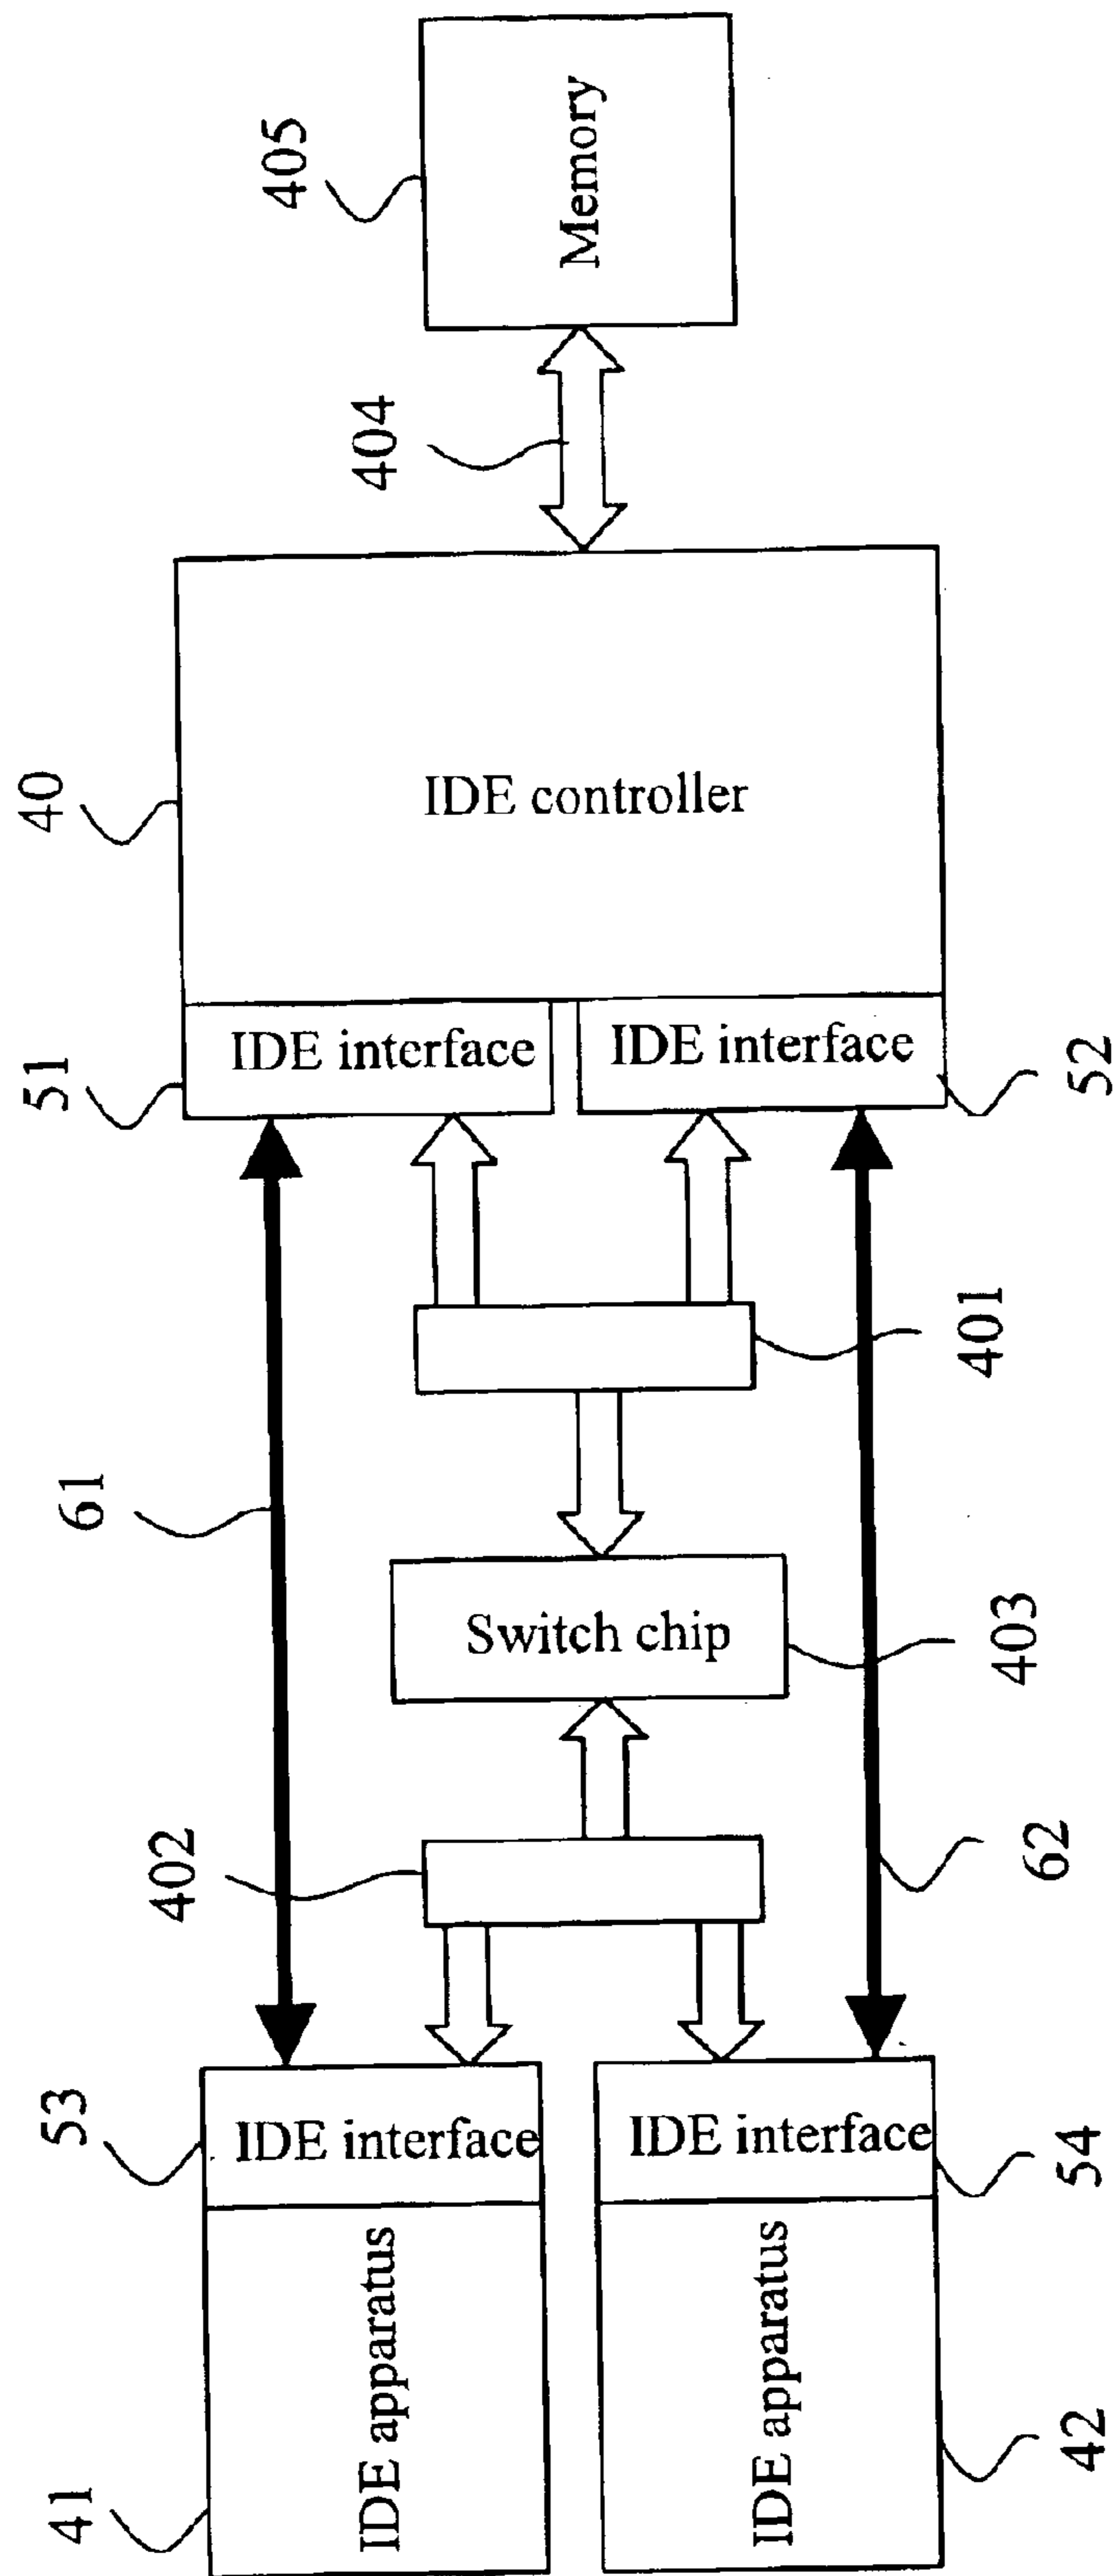 405
Memory
404
40
IDE controller
51
IDE interface
IDE interface
52
401
61
Switch chip
403
402
62
53
IDE interface
IDE interface
54
41
IDE apparatus
IDE apparatus
42